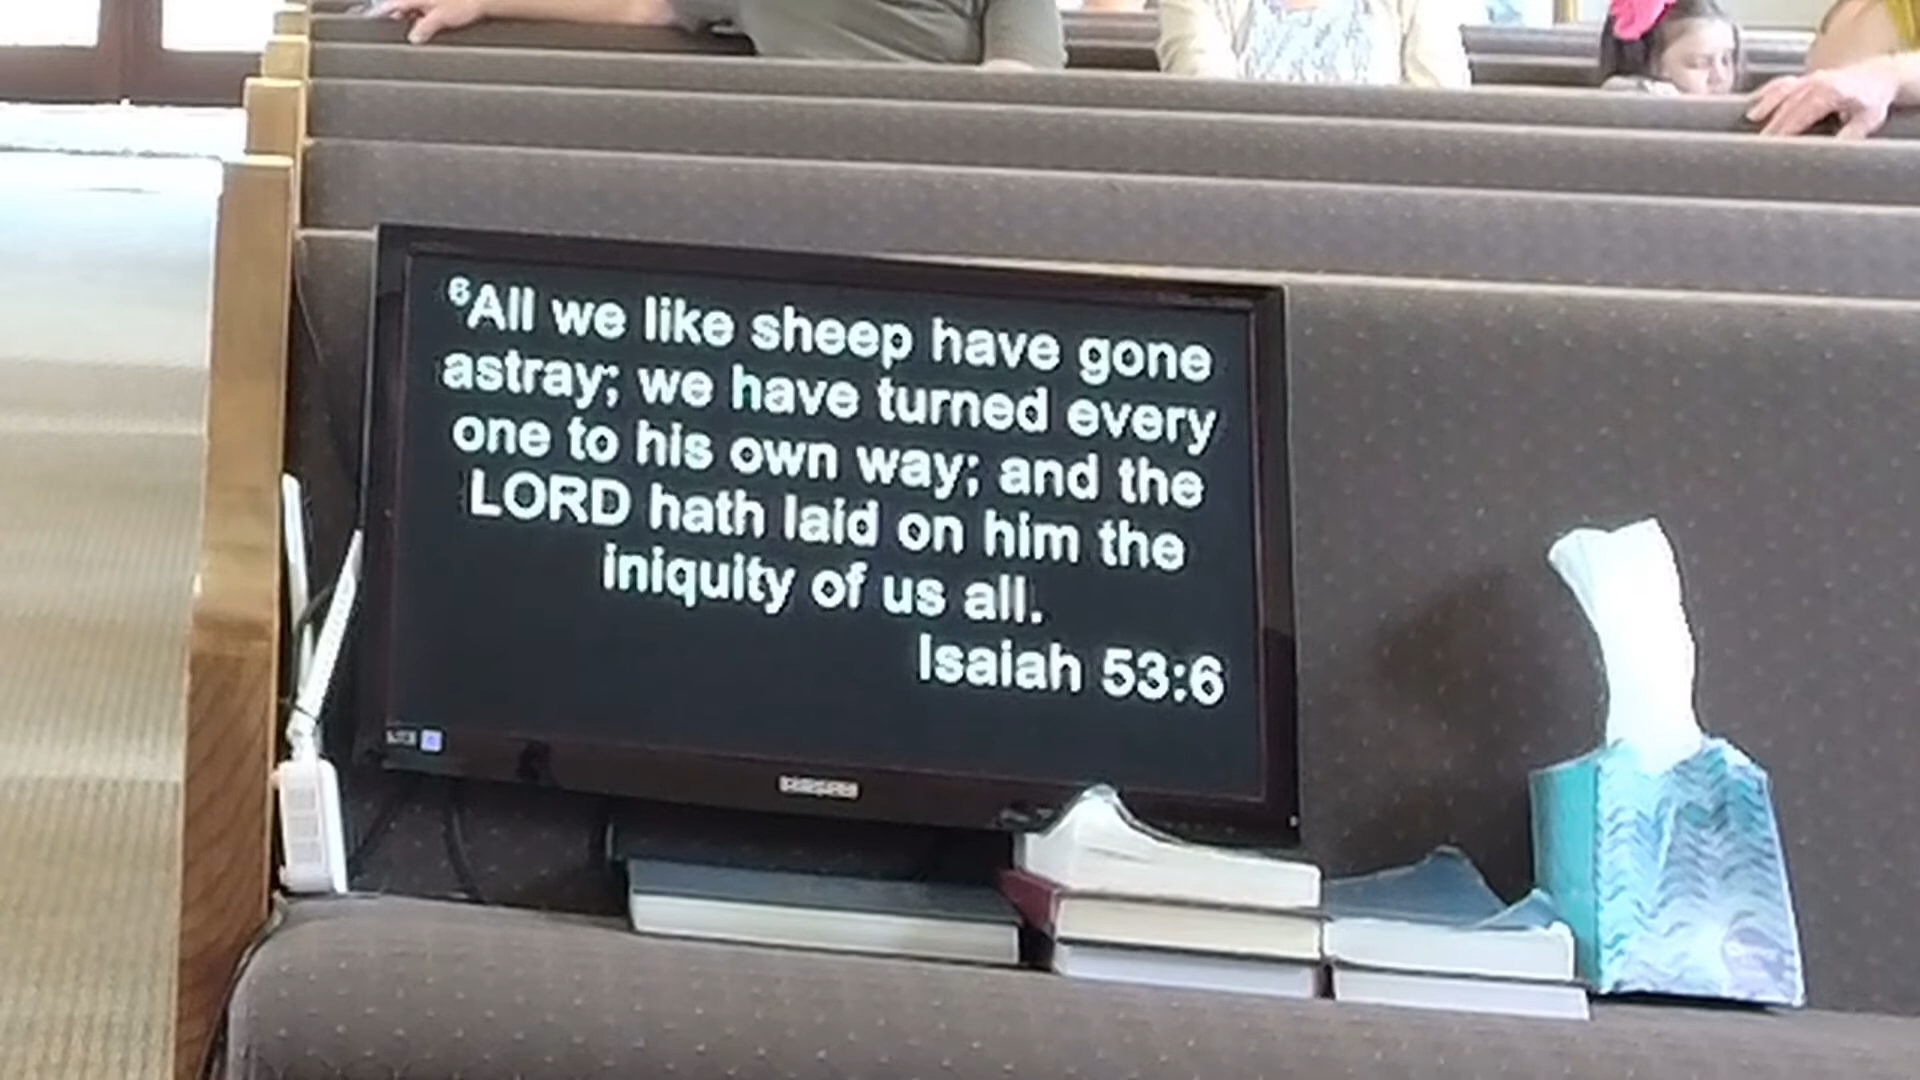 ⁶All we like sheep have gone
astray; we have turned every
one to his own way; and the
LORD hath laid on him the
iniquity of us all.
Isaiah 53:6
SAMSUNG